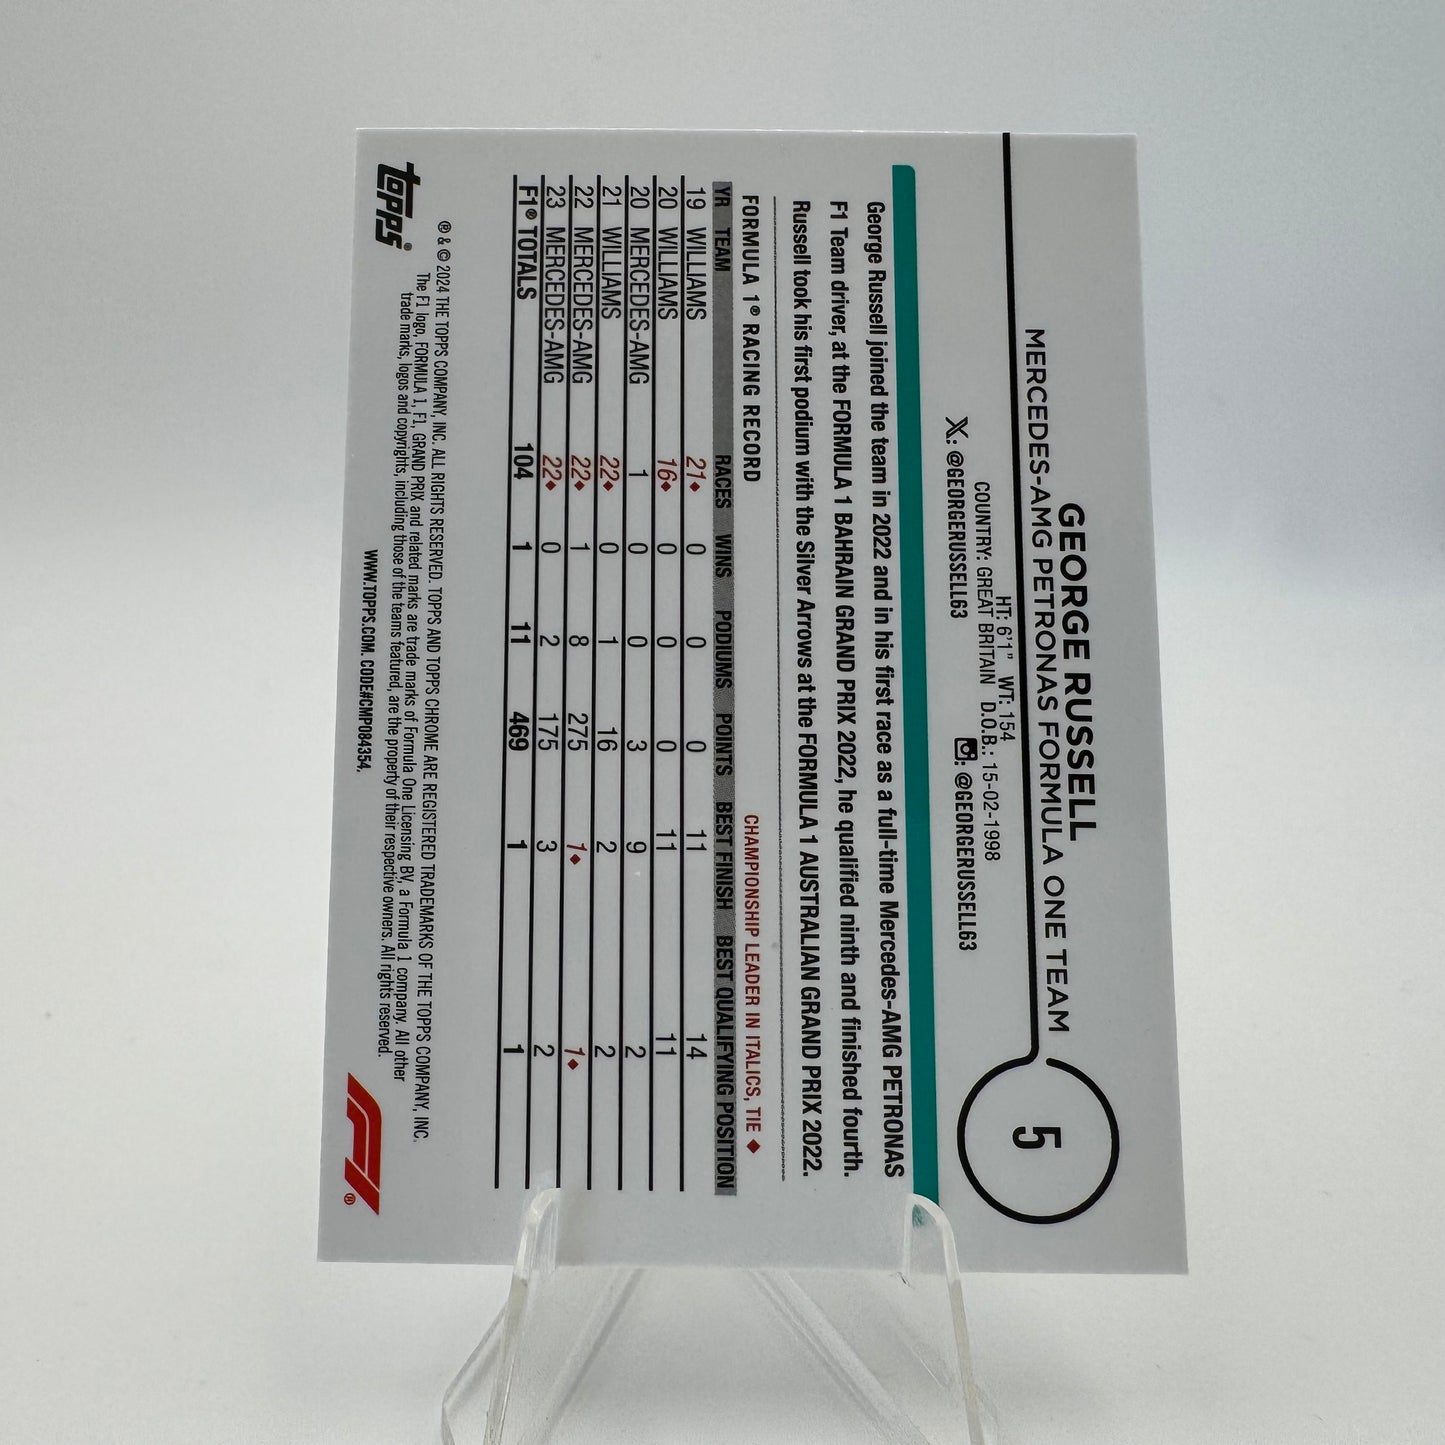 GEORGE RUSSELL
MERCEDES-AMG PETRONAS FORMULA ONE TEAM
5
HT: 6'1" WT: 154
COUNTRY: GREAT BRITAIN D.O.B.: 15-02-1998
X: @GEORGERUSSELL63 : @GEORGERUSSELL63
George Russell joined the team in 2022 and in his first race as a full-time Mercedes-AMG PETRONAS
F1 Team driver, at the FORMULA 1 BAHRAIN GRAND PRIX 2022, he qualified ninth and finished fourth.
Russell took his first podium with the Silver Arrows at the FORMULA 1 AUSTRALIAN GRAND PRIX 2022.
FORMULA 1® RACING RECORD CHAMPIONSHIP LEADER IN ITALICS, TIE ♦
YR TEAM RACES WINS PODIUMS POINTS BEST FINISH BEST QUALIFYING POSITION
19 WILLIAMS 21♦ 0 0 0 11 14
20 WILLIAMS 16♦ 0 0 0 11 11
20 MERCEDES-AMG 1 0 0 3 9 2
21 WILLIAMS 22♦ 0 1 16 2 2
22 MERCEDES-AMG 22♦ 1 8 275 1♦ 1♦
23 MERCEDES-AMG 22♦ 0 2 175 3 2
F1® TOTALS 104 1 11 469 1 1
® & © 2024 THE TOPPS COMPANY, INC. ALL RIGHTS RESERVED. TOPPS AND TOPPS CHROME ARE REGISTERED TRADEMARKS OF THE TOPPS COMPANY, INC.
The F1 logo, FORMULA 1, F1, GRAND PRIX and related marks are trade marks of Formula One Licensing BV, a Formula 1 company. All other
trade marks, logos and copyrights, including those of the teams featured, are the property of their respective owners. All rights reserved.
WWW.TOPPS.COM. CODE#CMP084354.
topps®
F1®